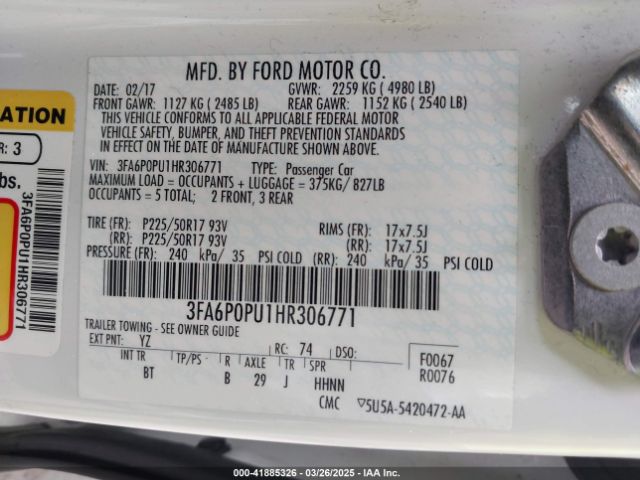 MFD. BY FORD MOTOR CO.
DATE: 02/17 GVWR: 2259 KG ( 4980 LB)
FRONT GAWR: 1127 KG ( 2485 LB) REAR GAWR: 1152 KG ( 2540 LB)
THIS VEHICLE CONFORMS TO ALL APPLICABLE FEDERAL MOTOR
VEHICLE SAFETY, BUMPER, AND THEFT PREVENTION STANDARDS
IN EFFECT ON THE DATE OF MANUFACTURE SHOWN ABOVE.
VIN: 3FA6P0PU1HR306771 TYPE: Passenger Car
MAXIMUM LOAD = OCCUPANTS + LUGGAGE = 375KG/ 827LB
OCCUPANTS = 5 TOTAL; 2 FRONT, 3 REAR
TIRE (FR): P225/50R17 93V RIMS (FR): 17x7.5J
(RR): P225/50R17 93V (RR): 17x7.5J
PRESSURE (FR): 240 kPa/ 35 PSI COLD (RR): 240 kPa/ 35 PSI COLD
3FA6P0PU1HR306771
TRAILER TOWING - SEE OWNER GUIDE
EXT PNT: YZ RC: 74 DSO: F0067
INT TR TP/PS R AXLE TR SPR R0076
BT B 29 J HHNN
CMC 5U5A-5420472-AA
R: 3
bs.
3FA6P0PU1HR306771
Stock No: 41885326 | 03/26/2025 | IAA Inc.